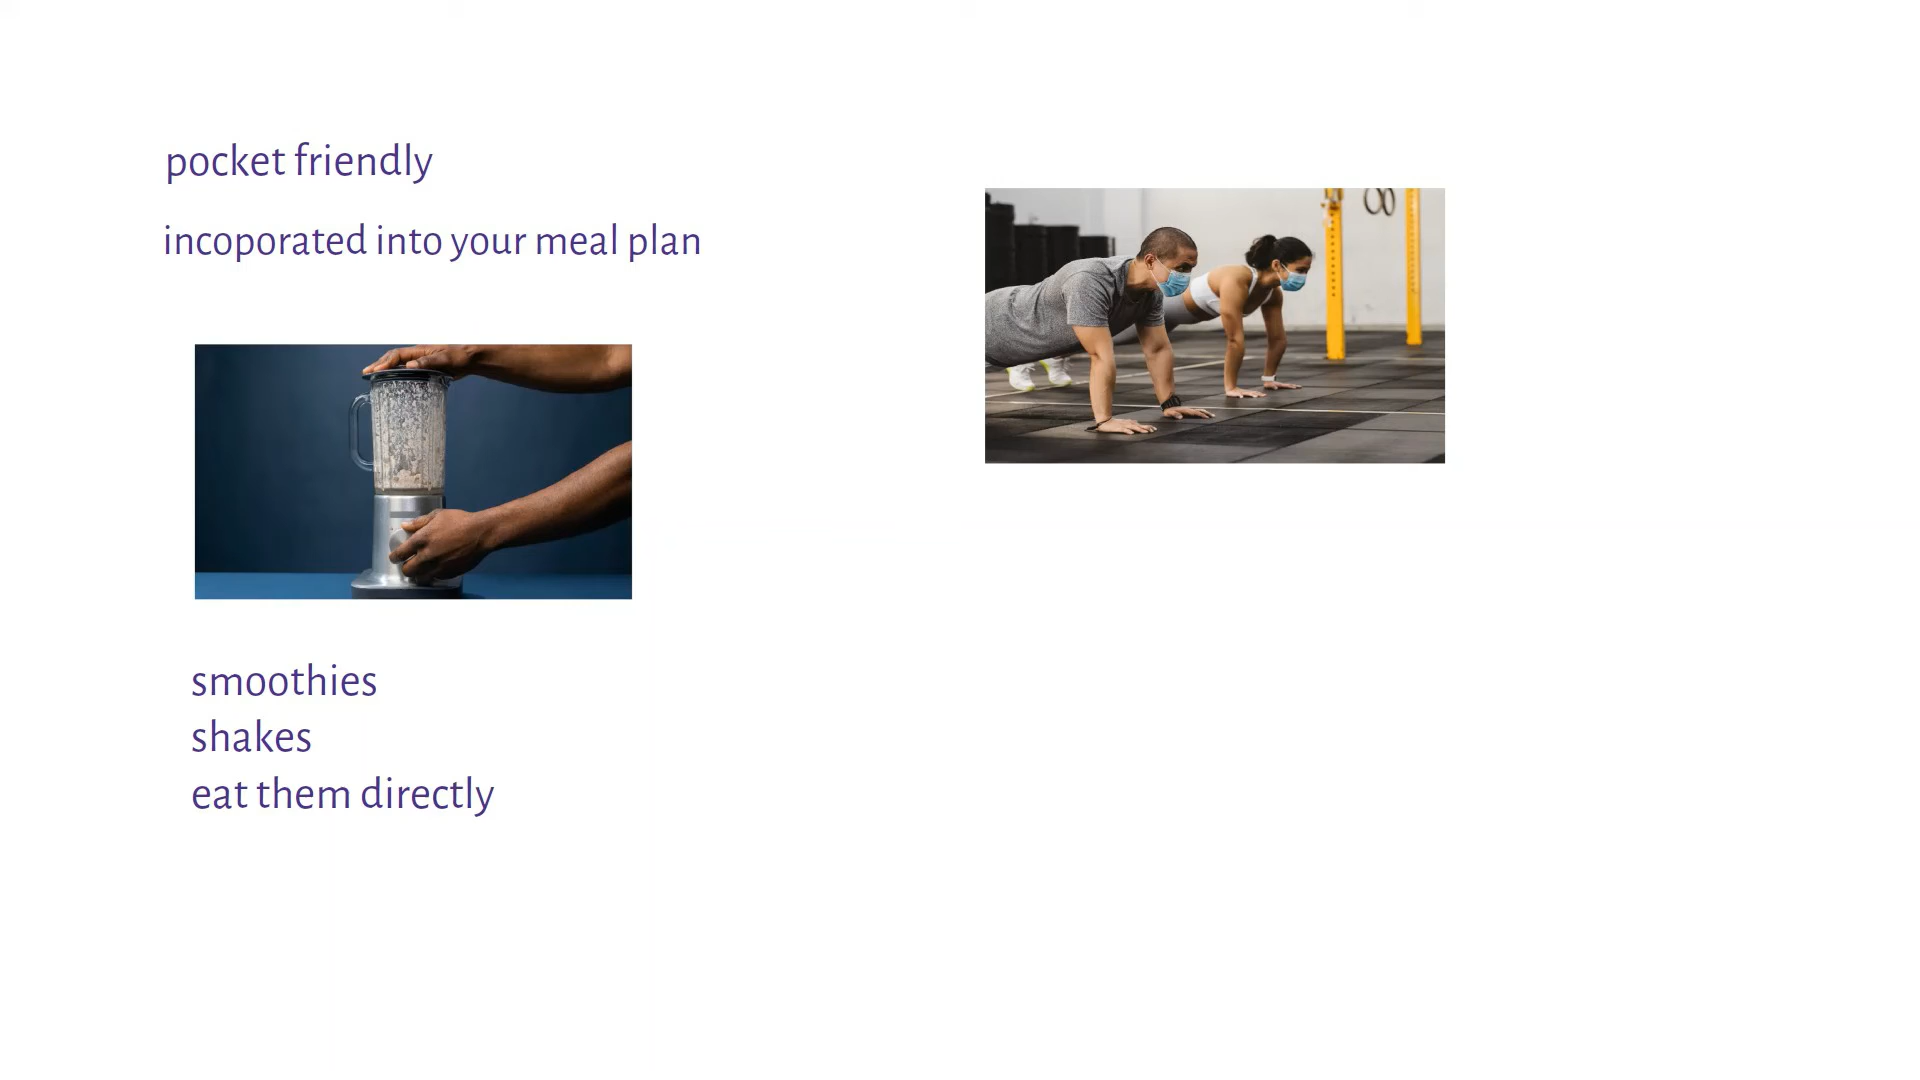 pocket friendly
incoporated into your meal plan
smoothies
shakes
eat them directly